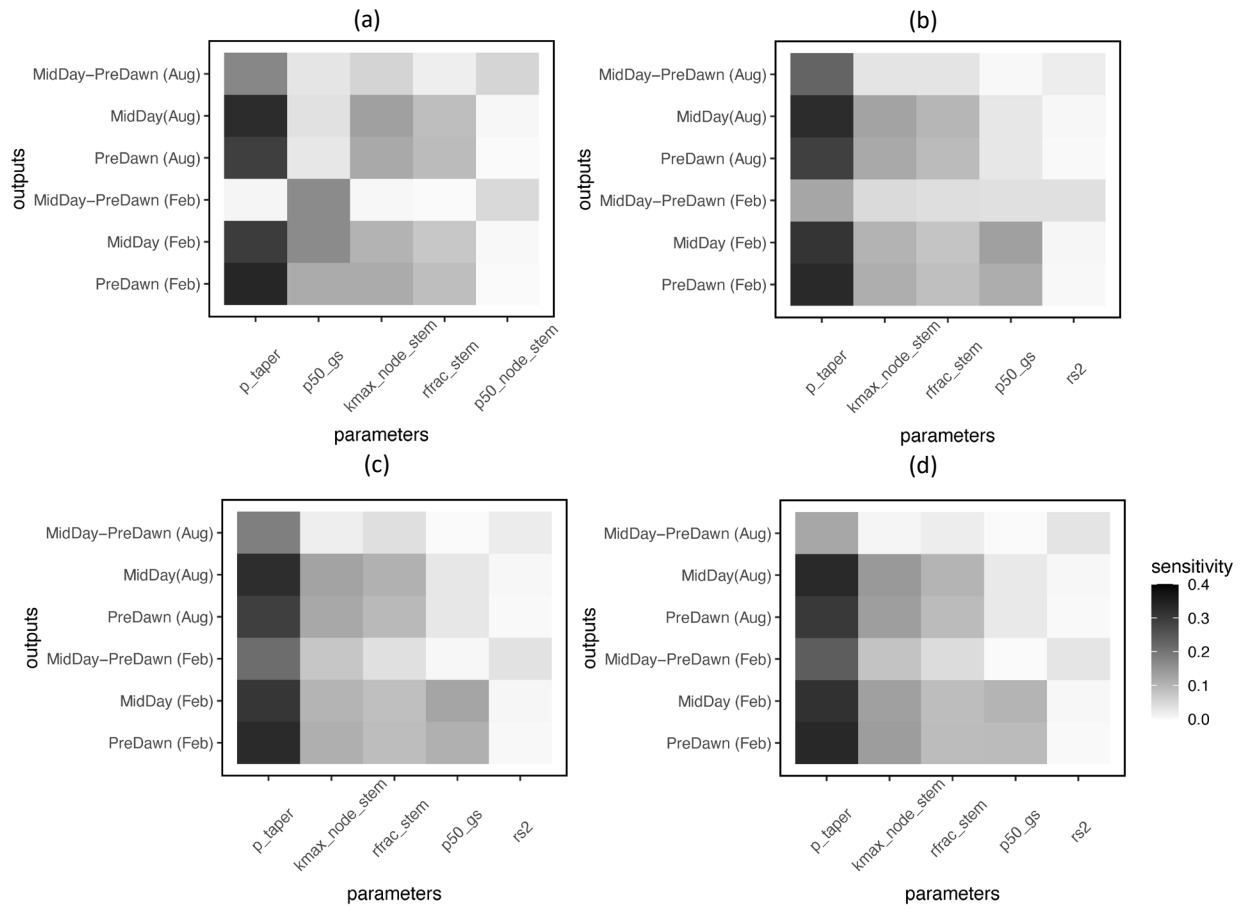 (a)
MidDay−PreDawn (Aug)
MidDay(Aug)
PreDawn (Aug)
MidDay−PreDawn (Feb)
MidDay (Feb)
PreDawn (Feb)
outputs
p_taper
p50_gs
kmax_node_stem
rfrac_stem
p50_node_stem
parameters
(b)
MidDay−PreDawn (Aug)
MidDay(Aug)
PreDawn (Aug)
MidDay−PreDawn (Feb)
MidDay (Feb)
PreDawn (Feb)
outputs
p_taper
kmax_node_stem
rfrac_stem
p50_gs
rs2
parameters
(c)
MidDay−PreDawn (Aug)
MidDay(Aug)
PreDawn (Aug)
MidDay−PreDawn (Feb)
MidDay (Feb)
PreDawn (Feb)
outputs
p_taper
kmax_node_stem
rfrac_stem
p50_gs
rs2
parameters
(d)
MidDay−PreDawn (Aug)
MidDay(Aug)
PreDawn (Aug)
MidDay−PreDawn (Feb)
MidDay (Feb)
PreDawn (Feb)
outputs
p_taper
kmax_node_stem
rfrac_stem
p50_gs
rs2
parameters
sensitivity
0.4
0.3
0.2
0.1
0.0